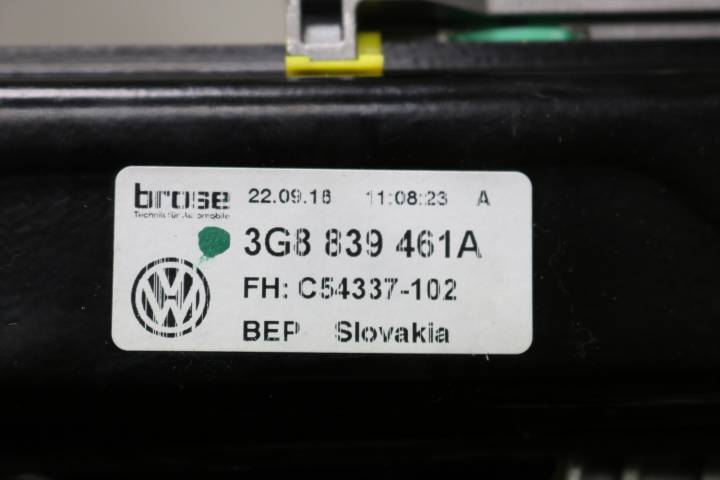 brose 22.09.16 11:08:23 A
Technik für Automobile
3G8 839 461A
FH: C54337-102
BEP Slovakia